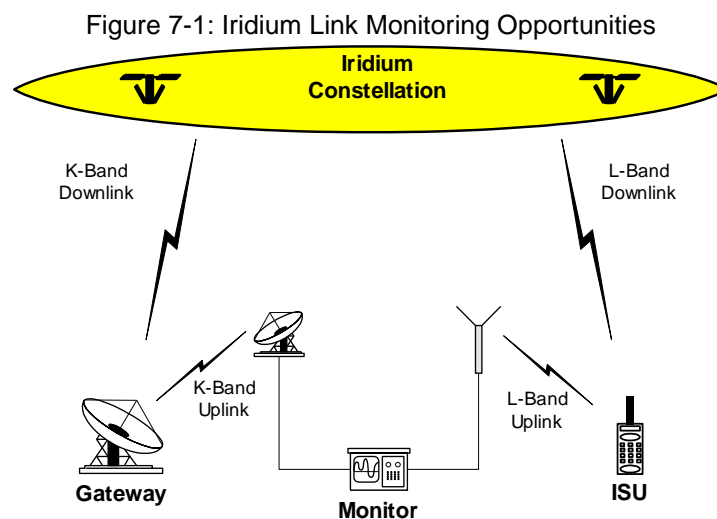 Figure 7-1: Iridium Link Monitoring Opportunities
Iridium
Constellation
K-Band
Downlink
L-Band
Downlink
K-Band
Uplink
L-Band
Uplink
Gateway
Monitor
ISU